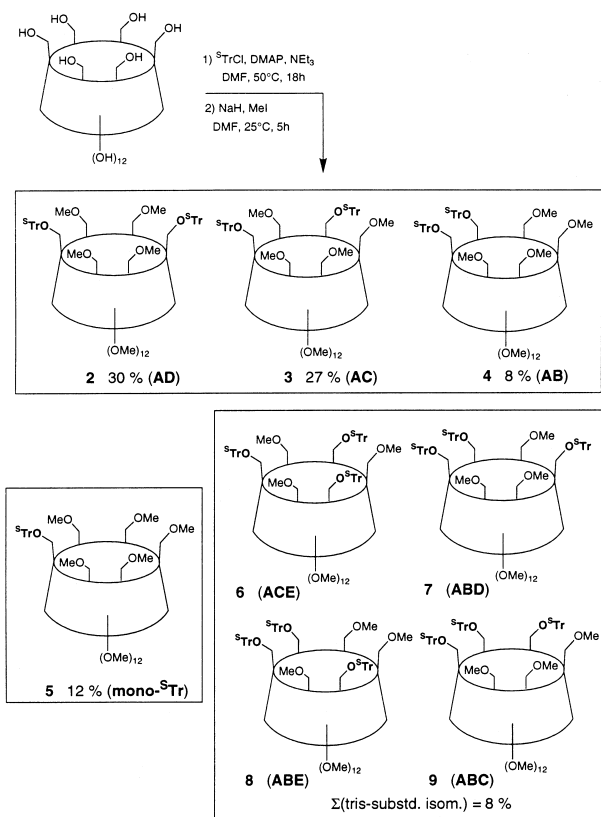 HO HO OH OH
HO OH
(OH)₁₂
1) ˢTrCl, DMAP, NEt₃
DMF, 50°C, 18h
2) NaH, MeI
DMF, 25°C, 5h
MeO OMe
ˢTrO OˢTr
MeO OMe
(OMe)₁₂
2 30 % (AD)
MeO OˢTr
ˢTrO OMe
MeO OMe
(OMe)₁₂
3 27 % (AC)
ˢTrO OMe
ˢTrO OMe
MeO OMe
(OMe)₁₂
4 8 % (AB)
MeO OMe
ˢTrO OMe
MeO OMe
(OMe)₁₂
5 12 % (mono-ˢTr)
MeO OˢTr
ˢTrO OMe
MeO OˢTr
(OMe)₁₂
6 (ACE)
ˢTrO OMe
ˢTrO OˢTr
MeO OMe
(OMe)₁₂
7 (ABD)
ˢTrO OMe
ˢTrO OMe
MeO OˢTr
(OMe)₁₂
8 (ABE)
ˢTrO OˢTr
ˢTrO OMe
MeO OMe
(OMe)₁₂
9 (ABC)
Σ(tris-substd. isom.) = 8 %